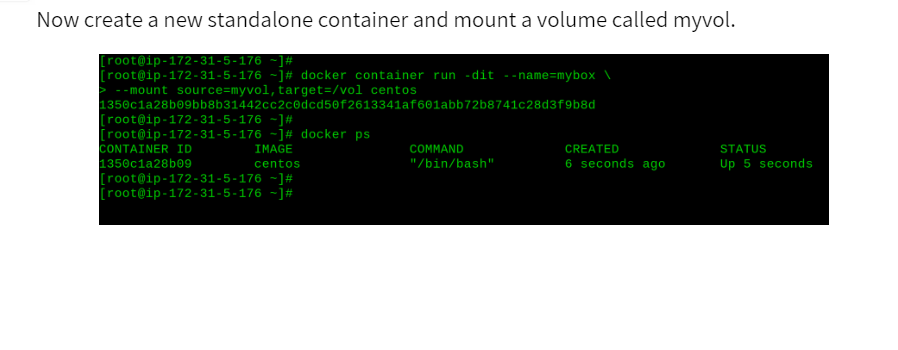 Now create a new standalone container and mount a volume called myvol.
[root@ip-172-31-5-176 ~]#
[root@ip-172-31-5-176 ~]# docker container run -dit --name=mybox \
> --mount source=myvol,target=/vol centos
1350c1a28b09bb8b31442cc2c0dcd50f2613341af601abb72b8741c28d3f9b8d
[root@ip-172-31-5-176 ~]#
[root@ip-172-31-5-176 ~]# docker ps
CONTAINER ID IMAGE COMMAND CREATED STATUS
1350c1a28b09 centos "/bin/bash" 6 seconds ago Up 5 seconds
[root@ip-172-31-5-176 ~]#
[root@ip-172-31-5-176 ~]#